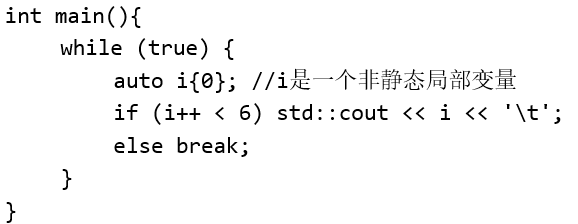 int main(){
while (true) {
auto i{0}; //i是一个非静态局部变量
if (i++ < 6) std::cout << i << '\t';
else break;
}
}